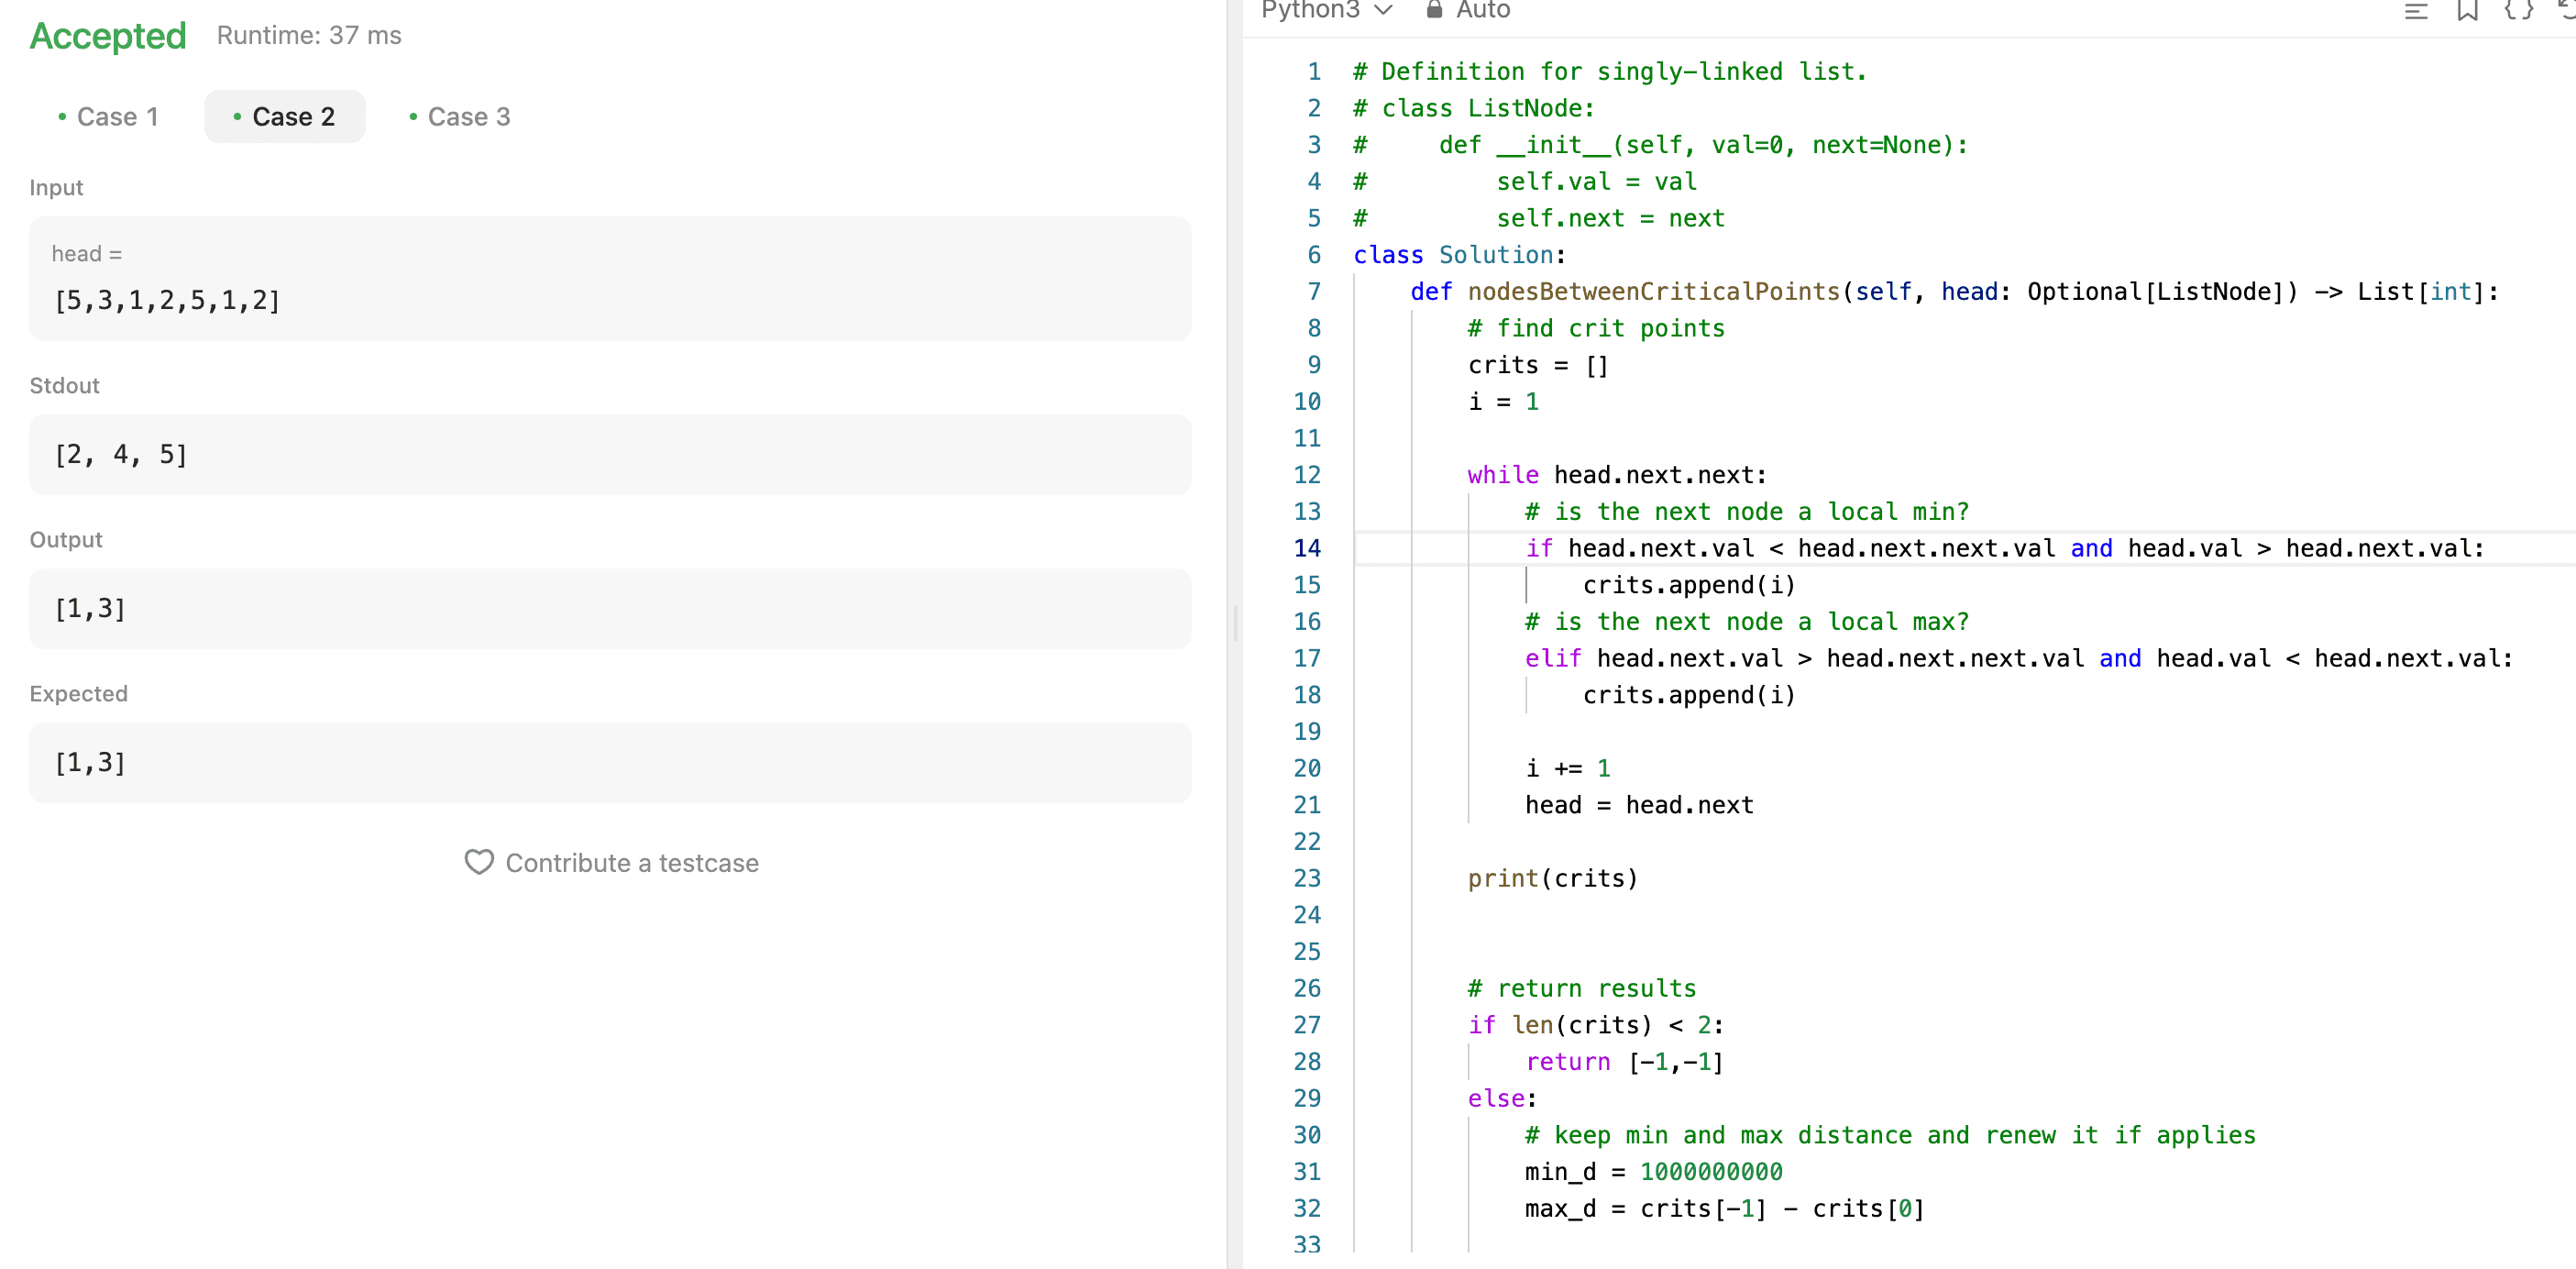 Accepted Runtime: 37 ms
• Case 1 • Case 2 • Case 3
Input
head =
[5,3,1,2,5,1,2]
Stdout
[2, 4, 5]
Output
[1,3]
Expected
[1,3]
Contribute a testcase
Python3 Auto
1 # Definition for singly-linked list.
2 # class ListNode:
3 #     def __init__(self, val=0, next=None):
4 #         self.val = val
5 #         self.next = next
6 class Solution:
7     def nodesBetweenCriticalPoints(self, head: Optional[ListNode]) -> List[int]:
8         # find crit points
9         crits = []
10         i = 1
11
12         while head.next.next:
13             # is the next node a local min?
14             if head.next.val < head.next.next.val and head.val > head.next.val:
15                 crits.append(i)
16             # is the next node a local max?
17             elif head.next.val > head.next.next.val and head.val < head.next.val:
18                 crits.append(i)
19
20             i += 1
21             head = head.next
22
23         print(crits)
24
25
26         # return results
27         if len(crits) < 2:
28             return [-1,-1]
29         else:
30             # keep min and max distance and renew it if applies
31             min_d = 1000000000
32             max_d = crits[-1] - crits[0]
33